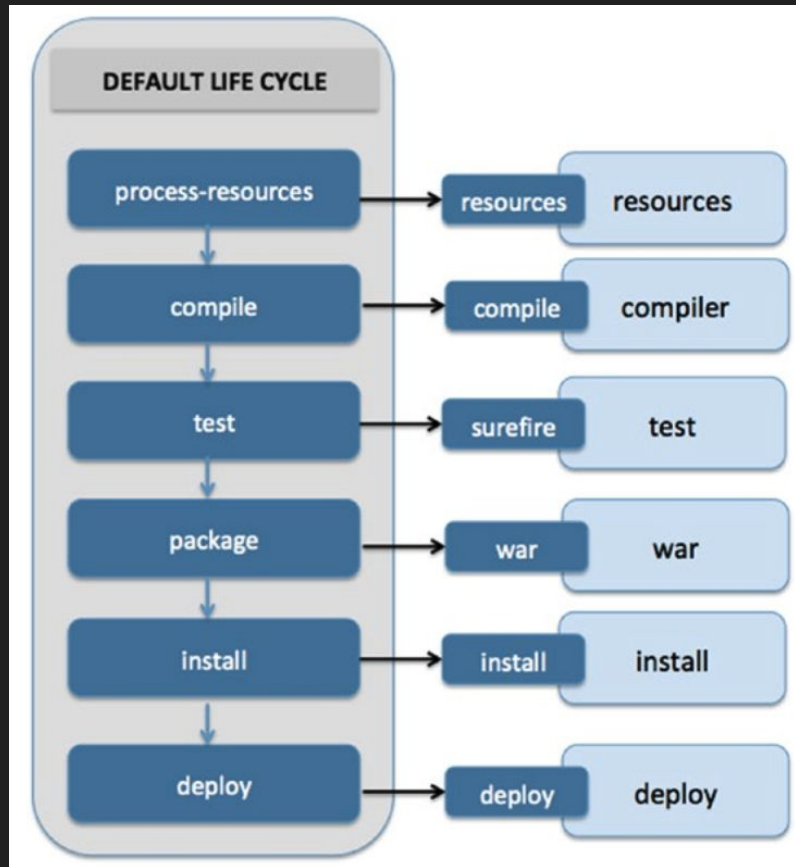 DEFAULT LIFE CYCLE
process-resources
resources
resources
compile
compile
compiler
test
surefire
test
package
war
war
install
install
install
deploy
deploy
deploy